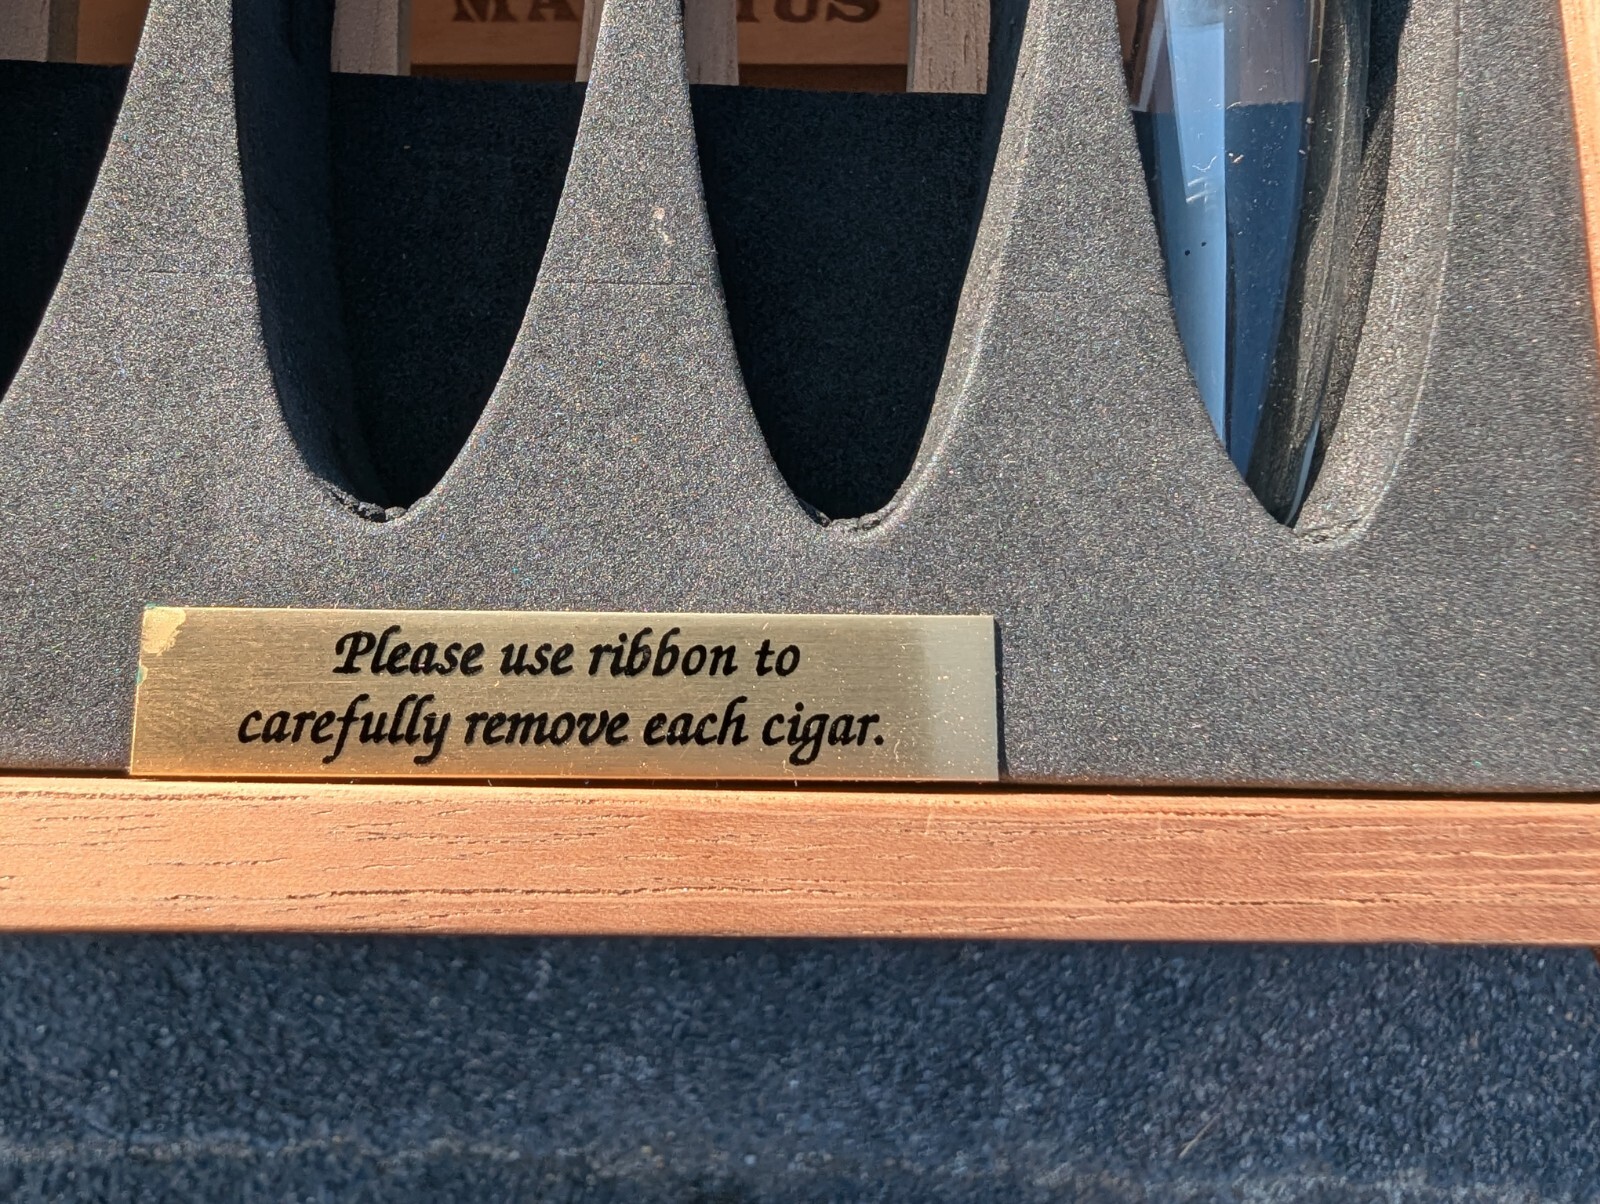 Please use ribbon to
carefully remove each cigar.